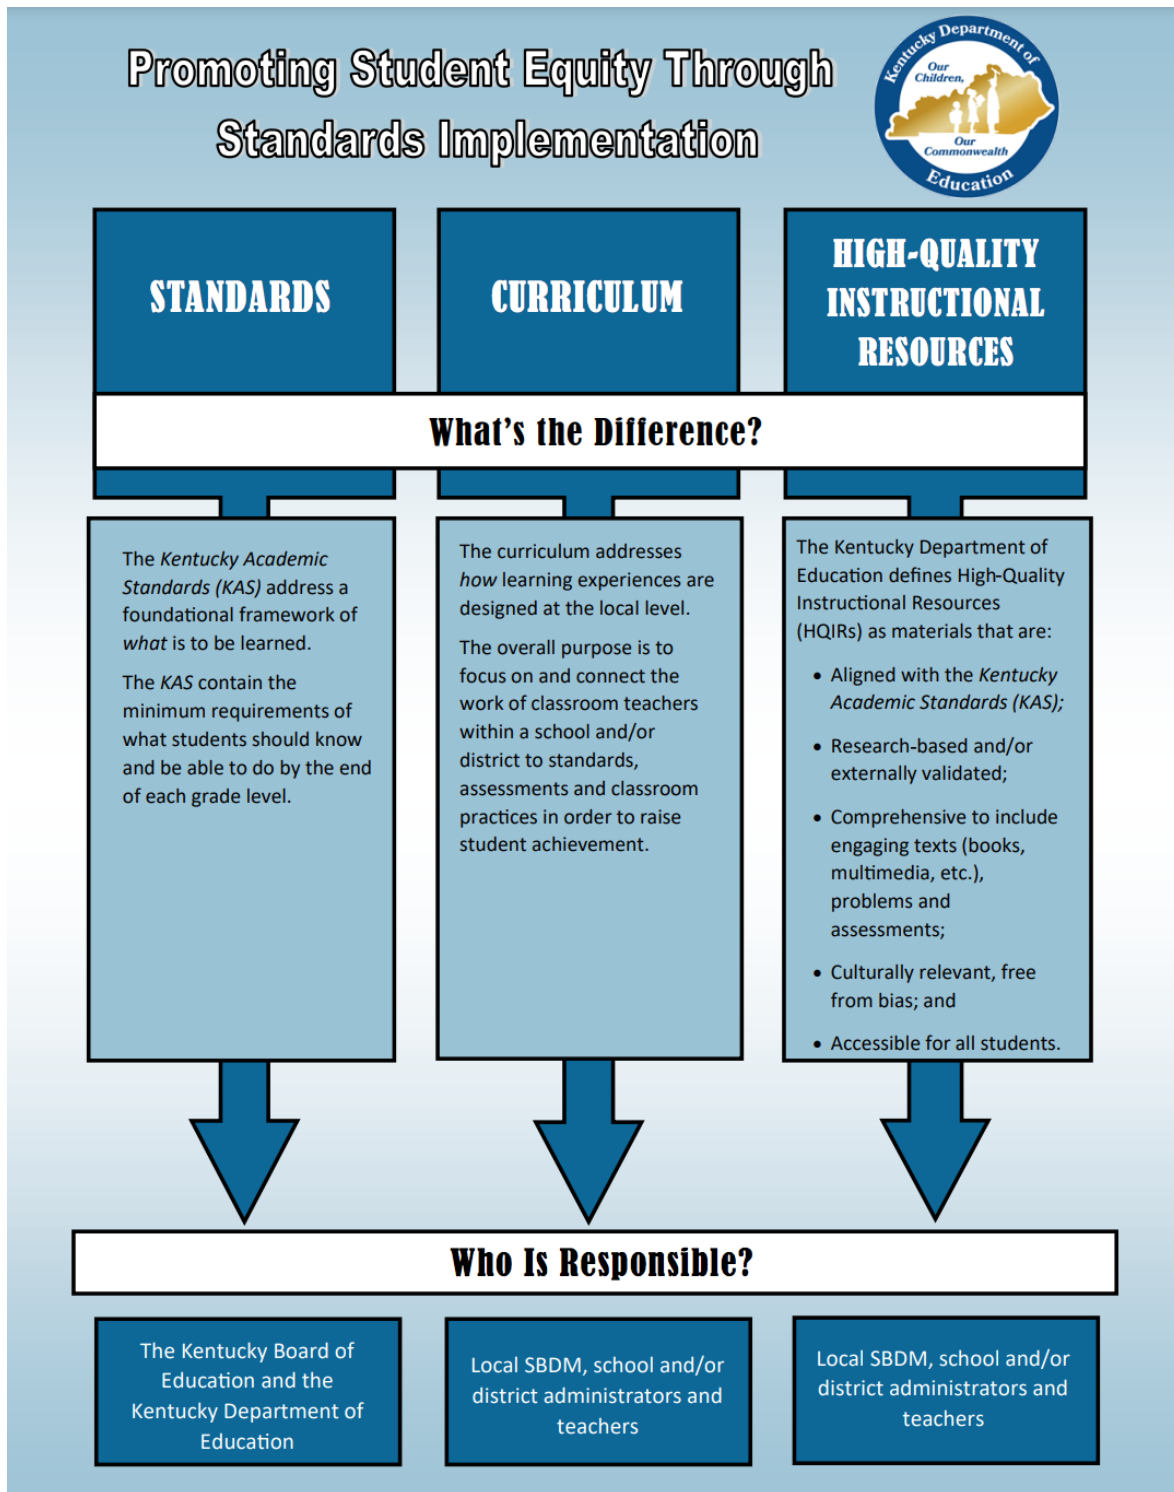 Promoting Student Equity Through
Standards Implementation
Kentucky Department of
Our
Children,
Our
Commonwealth
Education
STANDARDS
CURRICULUM
HIGH-QUALITY
INSTRUCTIONAL
RESOURCES
What's the Difference?
The Kentucky Academic
Standards (KAS) address a
foundational framework of
what is to be learned.
The KAS contain the
minimum requirements of
what students should know
and be able to do by the end
of each grade level.
The curriculum addresses
how learning experiences are
designed at the local level.
The overall purpose is to
focus on and connect the
work of classroom teachers
within a school and/or
district to standards,
assessments and classroom
practices in order to raise
student achievement.
The Kentucky Department of
Education defines High-Quality
Instructional Resources
(HQIRs) as materials that are:
• Aligned with the Kentucky
Academic Standards (KAS);
• Research-based and/or
externally validated;
• Comprehensive to include
engaging texts (books,
multimedia, etc.),
problems and
assessments;
• Culturally relevant, free
from bias; and
• Accessible for all students.
Who Is Responsible?
The Kentucky Board of
Education and the
Kentucky Department of
Education
Local SBDM, school and/or
district administrators and
teachers
Local SBDM, school and/or
district administrators and
teachers